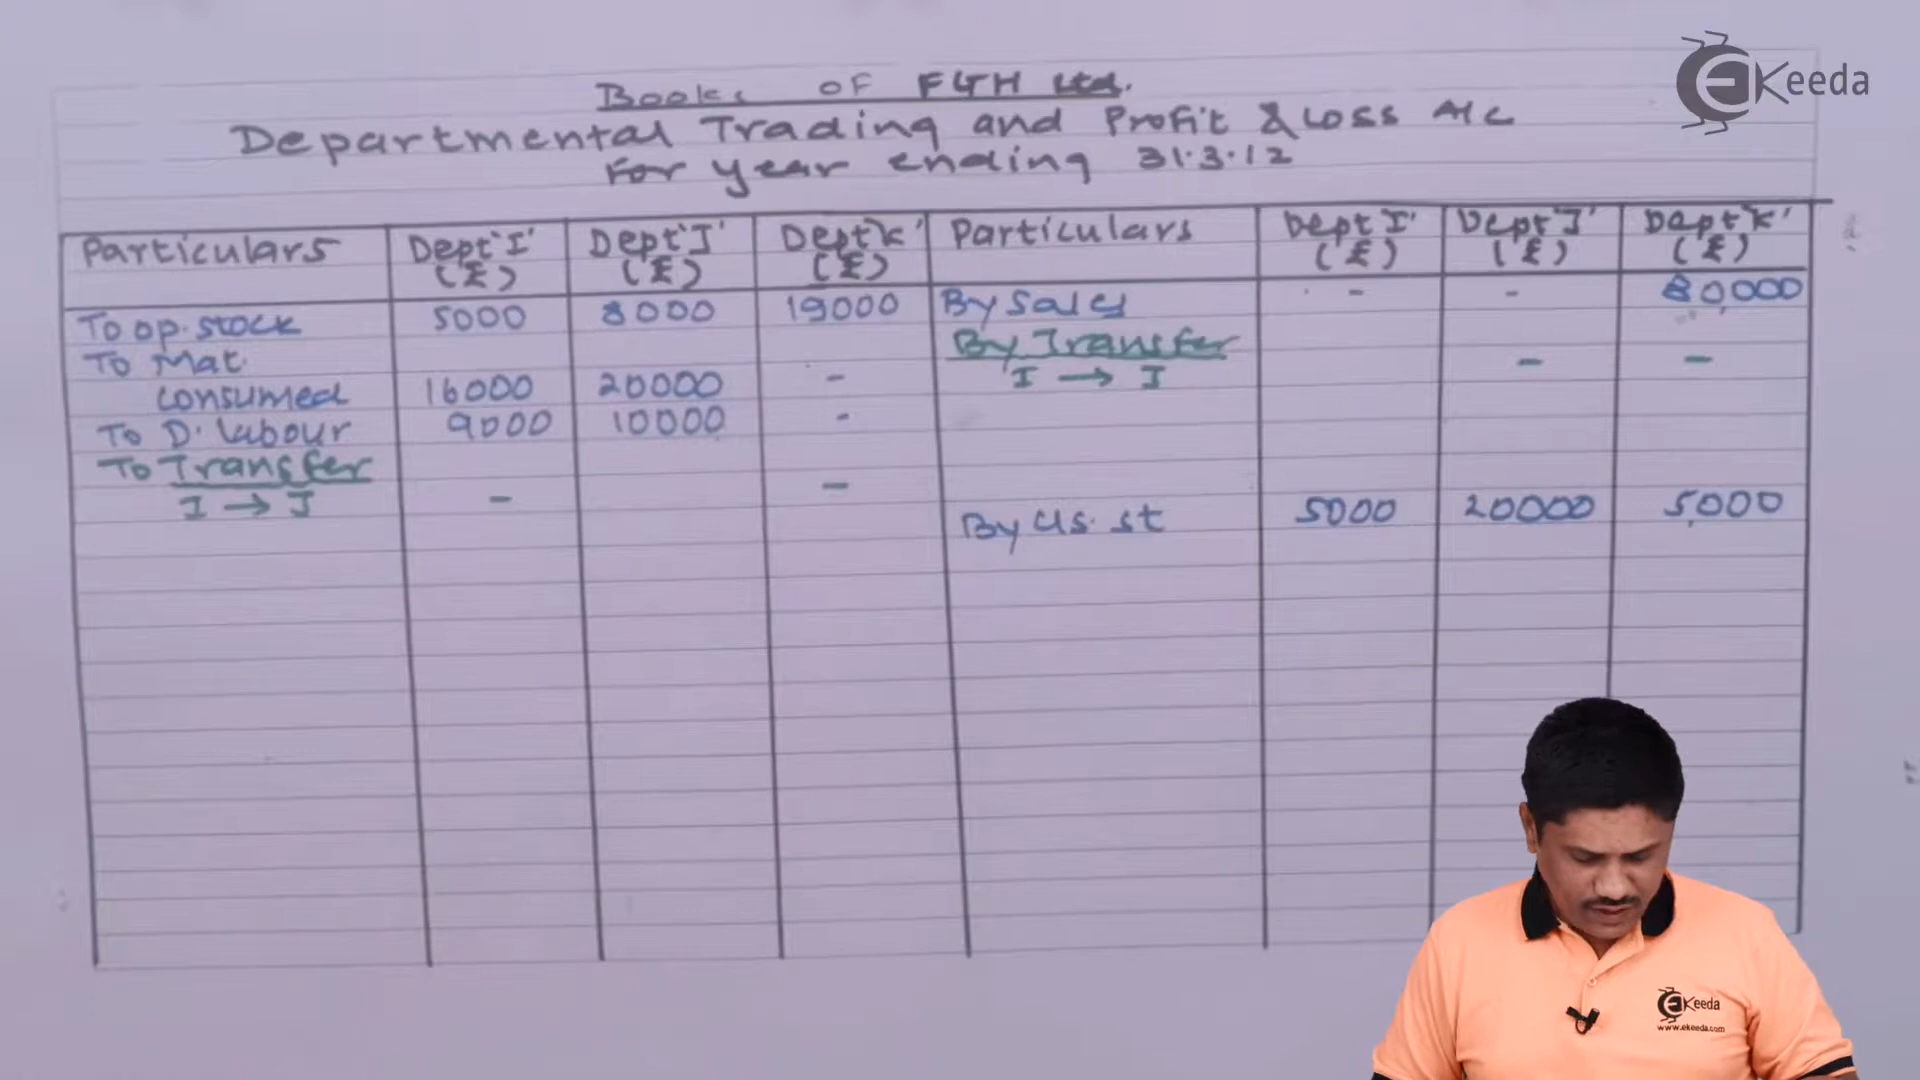 Books OF FGH Ltd.
Departmental Trading and Profit & Loss A/c
For year ending 31.3.12
Particulars Dept 'I' (₹) Dept 'J' (₹) Dept 'K' (₹) Particulars Dept 'I' (₹) Dept 'J' (₹) Dept 'K' (₹)
To op. stock 5000 8000 19000 By Sales - - 80,000
To Mat. By Transfer
consumed 16000 20000 - I → J - -
To D. labour 9000 10000 -
To Transfer
I → J - -
By cls. st 5000 20000 5,000
EKeeda
EKeeda
www.ekeeda.com